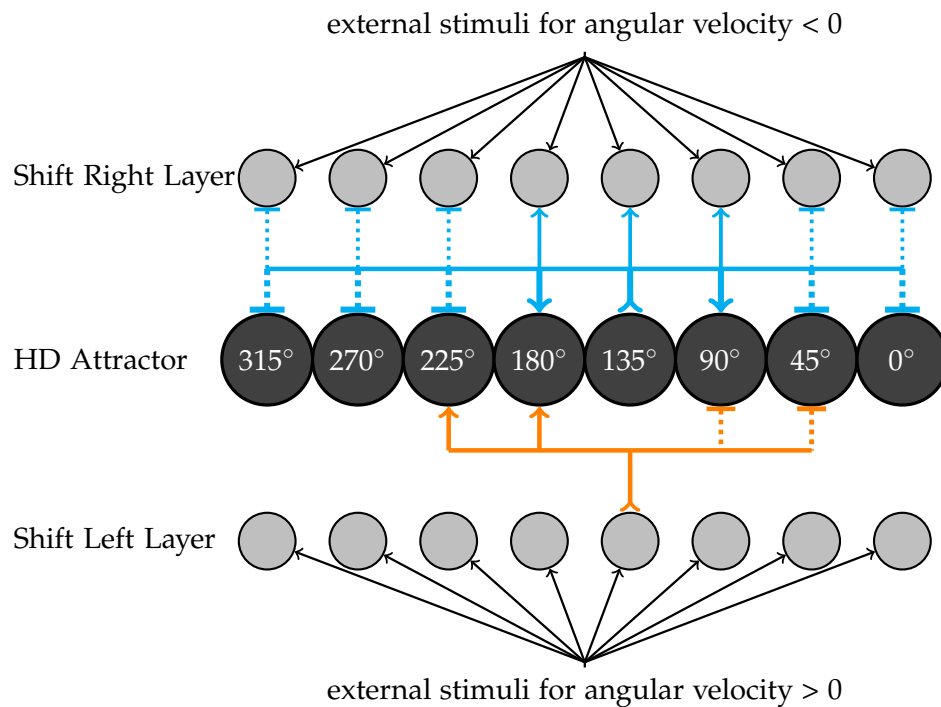 external stimuli for angular velocity < 0
Shift Right Layer
HD Attractor
315° 270° 225° 180° 135° 90° 45° 0°
Shift Left Layer
external stimuli for angular velocity > 0